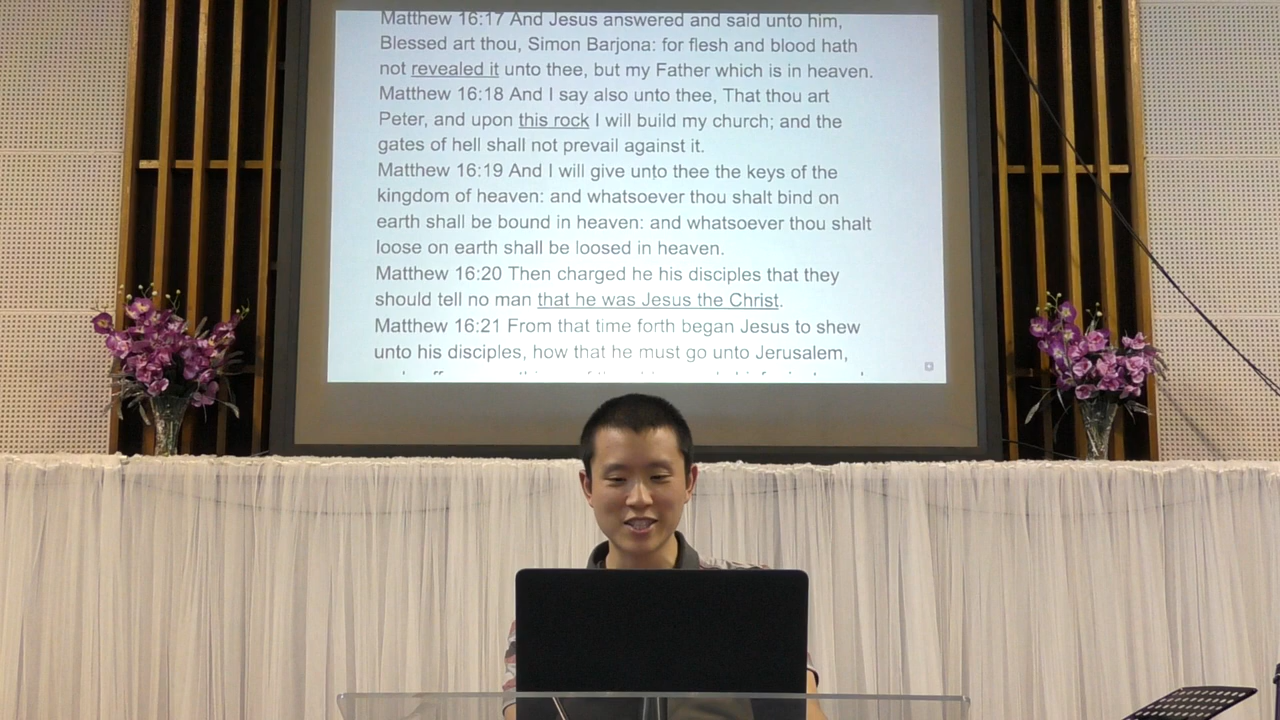 Matthew 16:17 And Jesus answered and said unto him,
Blessed art thou, Simon Barjona: for flesh and blood hath
not revealed it unto thee, but my Father which is in heaven.
Matthew 16:18 And I say also unto thee, That thou art
Peter, and upon this rock I will build my church; and the
gates of hell shall not prevail against it.
Matthew 16:19 And I will give unto thee the keys of the
kingdom of heaven: and whatsoever thou shalt bind on
earth shall be bound in heaven: and whatsoever thou shalt
loose on earth shall be loosed in heaven.
Matthew 16:20 Then charged he his disciples that they
should tell no man that he was Jesus the Christ.
Matthew 16:21 From that time forth began Jesus to shew
unto his disciples, how that he must go unto Jerusalem,